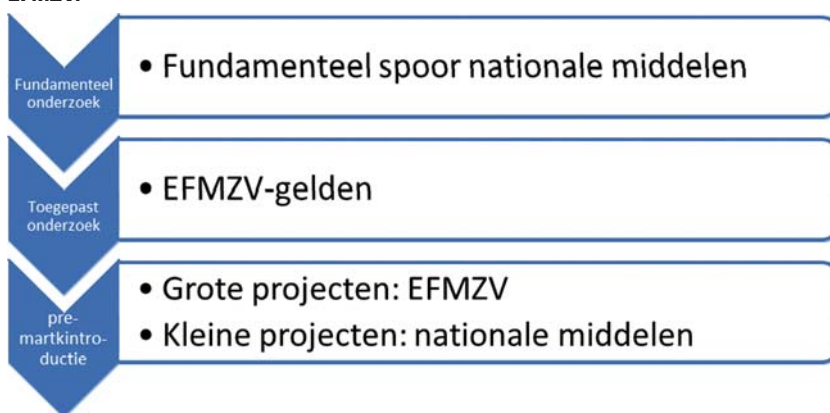 Fundamenteel
onderzoek
• Fundamenteel spoor nationale middelen
Toegepast
onderzoek
• EFMZV-gelden
pre-
martkintro-
ductie
• Grote projecten: EFMZV
• Kleine projecten: nationale middelen